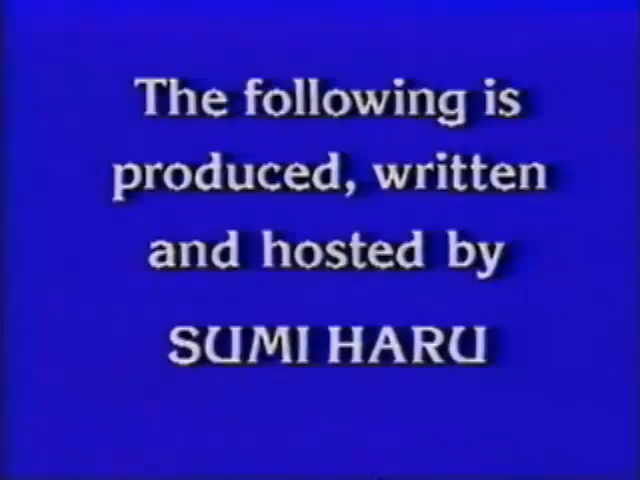 The following is
produced, written
and hosted by
SUMI HARU